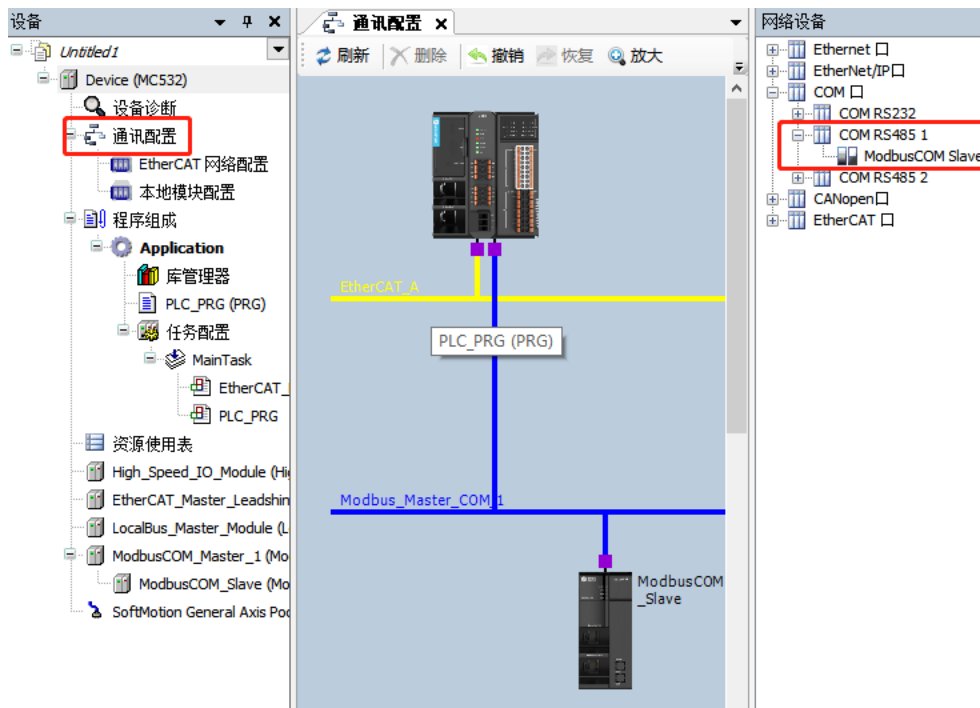 设备
Untitled1
Device (MC532)
设备诊断
通讯配置
EtherCAT 网络配置
本地模块配置
程序组成
Application
库管理器
PLC_PRG (PRG)
任务配置
MainTask
EtherCAT_
PLC_PRG
资源使用表
High_Speed_IO_Module (Hi
EtherCAT_Master_Leadshin
LocalBus_Master_Module (L
ModbusCOM_Master_1 (Mo
ModbusCOM_Slave (Mo
SoftMotion General Axis Poo
通讯配置
刷新 删除 撤销 恢复 放大
EtherCAT_A
PLC_PRG (PRG)
Modbus_Master_COM_1
ModbusCOM
_Slave
网络设备
Ethernet 口
EtherNet/IP口
COM 口
COM RS232
COM RS485 1
ModbusCOM Slave
COM RS485 2
CANopen口
EtherCAT 口